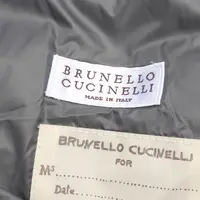 BRUNELLO
CUCINELLI
MADE IN ITALY
BRUNELLO CUCINELLI
FOR
Date